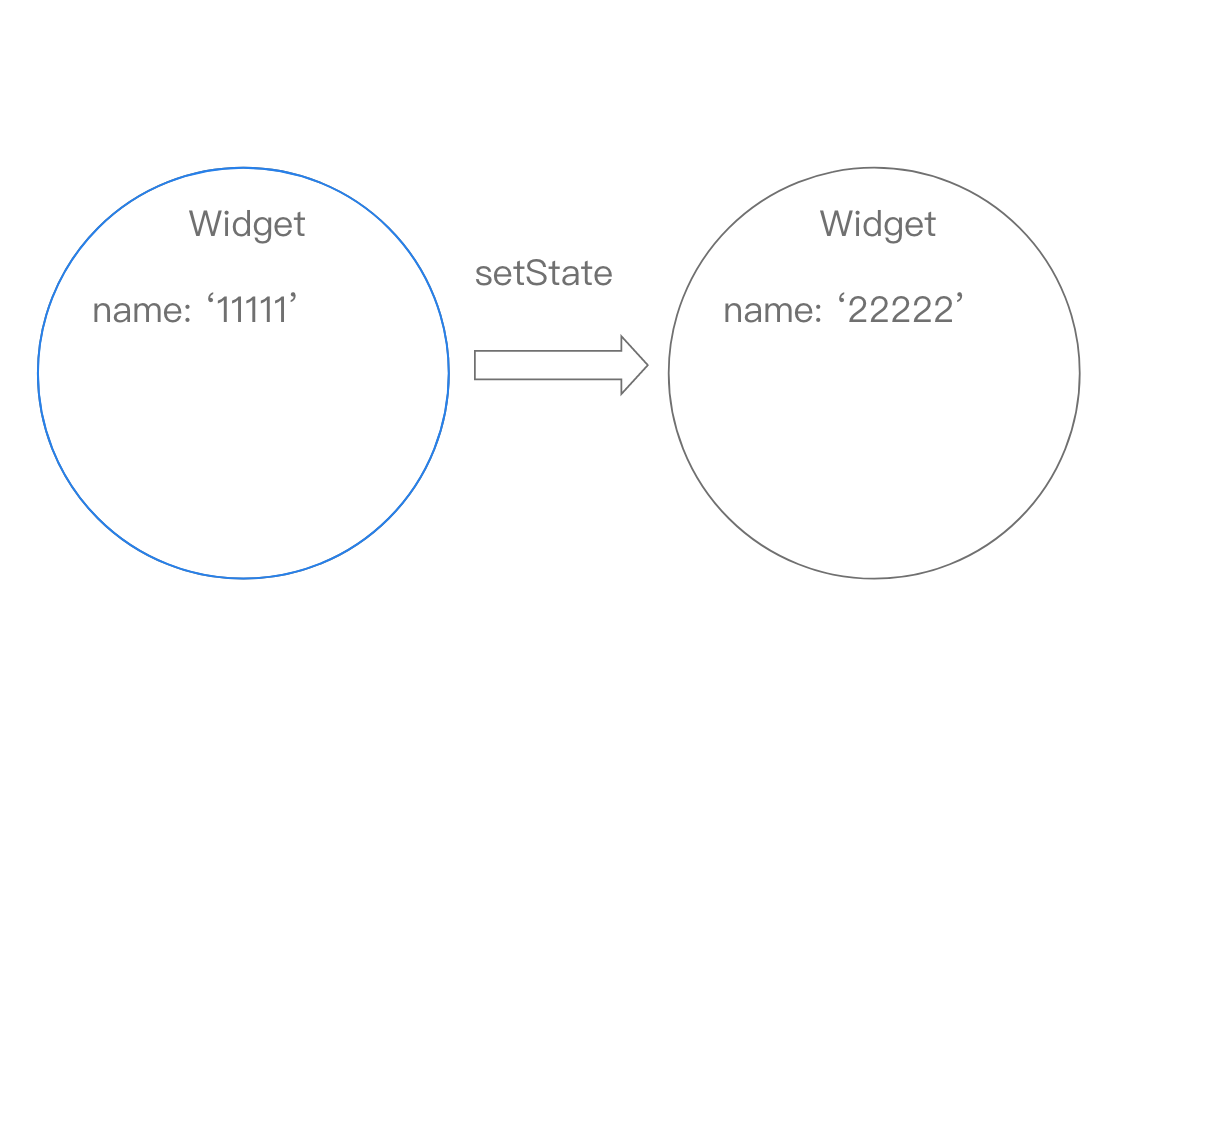 Widget
name: ‘11111’
setState
Widget
name: ‘22222’